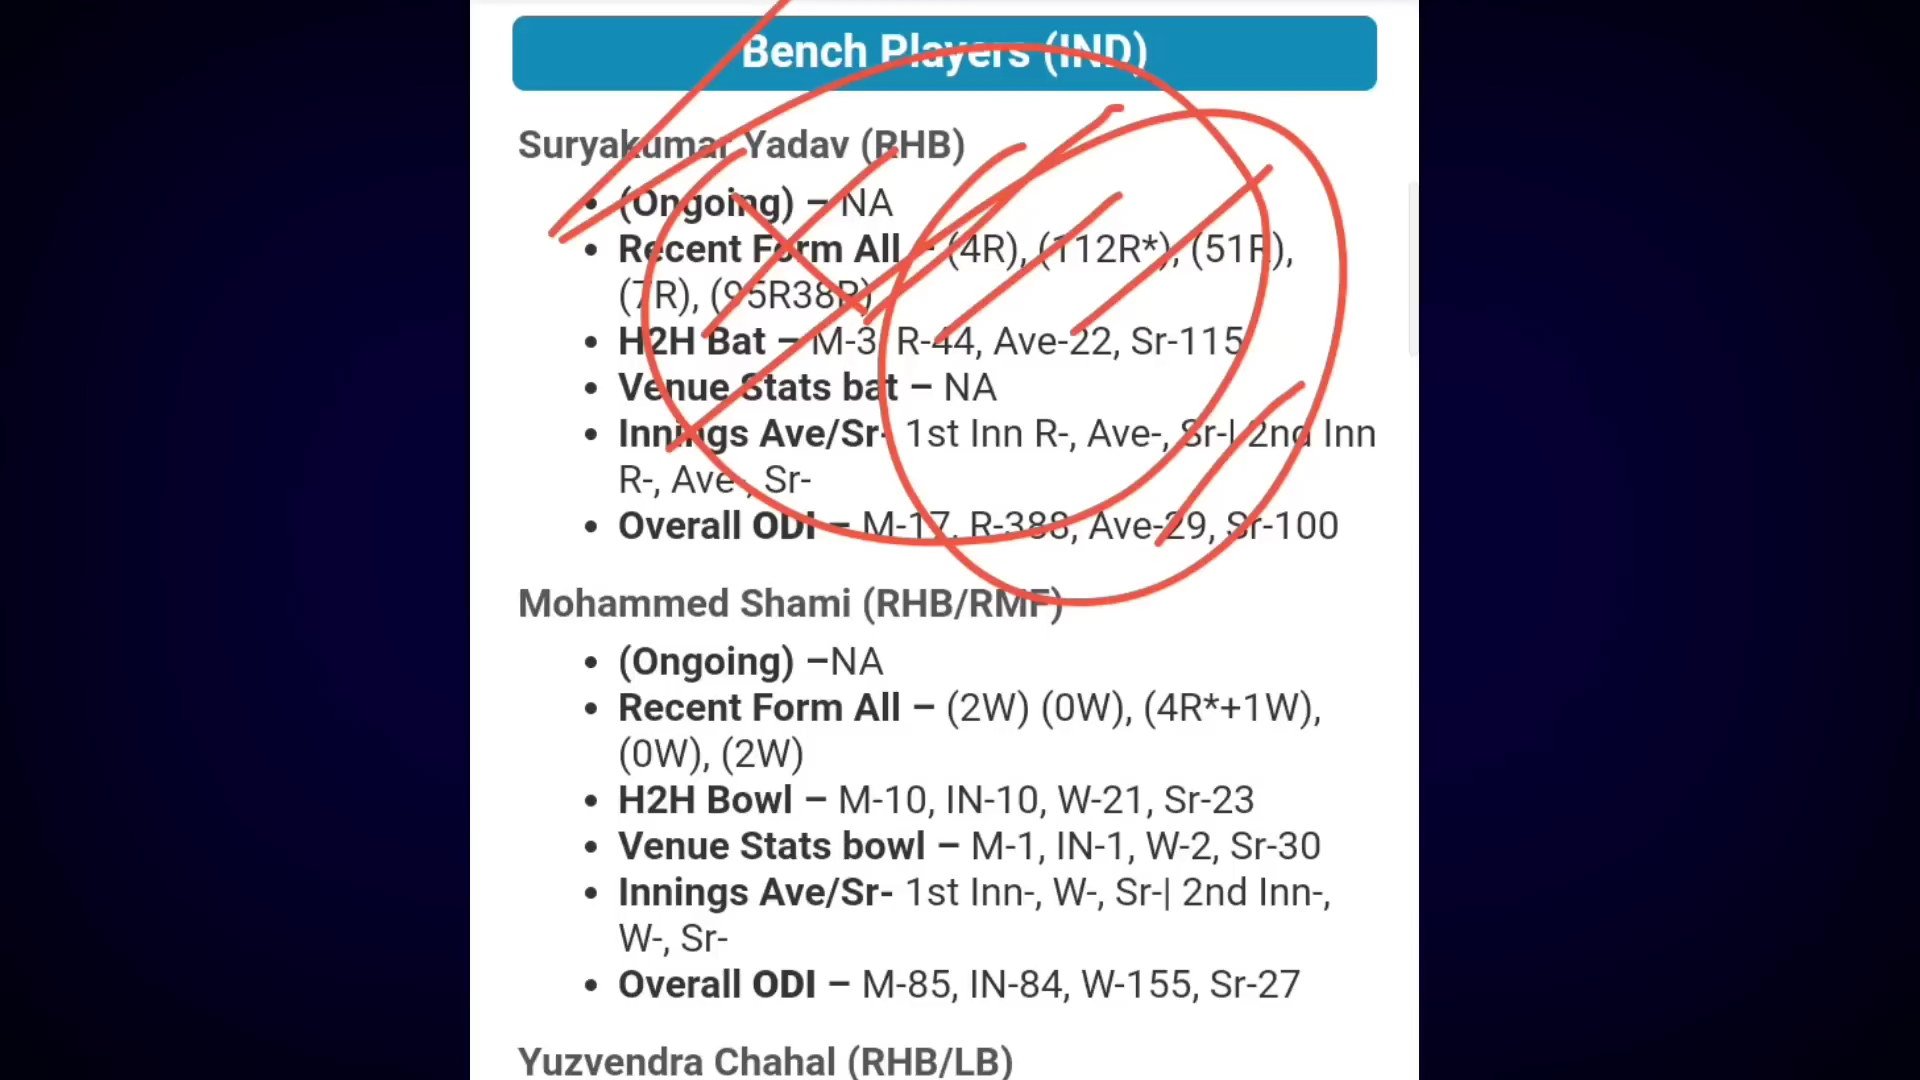 Bench Players (IND)
Suryakumar Yadav (RHB)
• (Ongoing) – NA
• Recent Form All – (4R), (112R*), (51R),
(7R), (95R38R)
• H2H Bat – M-3, R-44, Ave-22, Sr-115
• Venue Stats bat – NA
• Innings Ave/Sr- 1st Inn R-, Ave-, Sr-| 2nd Inn
R-, Ave-, Sr-
• Overall ODI – M-17, R-388, Ave-29, Sr-100
Mohammed Shami (RHB/RMF)
• (Ongoing) –NA
• Recent Form All – (2W) (0W), (4R*+1W),
(0W), (2W)
• H2H Bowl – M-10, IN-10, W-21, Sr-23
• Venue Stats bowl – M-1, IN-1, W-2, Sr-30
• Innings Ave/Sr- 1st Inn-, W-, Sr-| 2nd Inn-,
W-, Sr-
• Overall ODI – M-85, IN-84, W-155, Sr-27
Yuzvendra Chahal (RHB/LB)